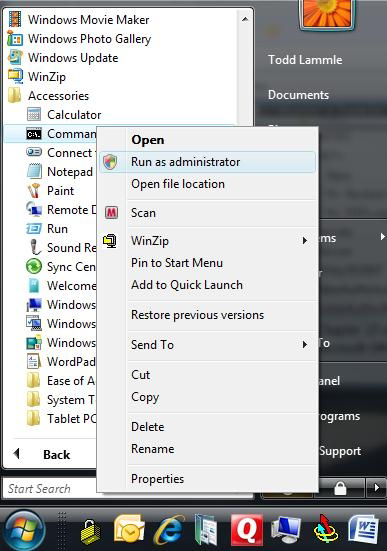 Windows Movie Maker
Windows Photo Gallery
Windows Update
WinZip
Accessories
Calculator
Comman
Connect
Notepad
Paint
Remote D
Run
Sound Re
Sync Cen
Welcome
Windows
Windows
Windows
WordPad
Ease of A
System T
Tablet PC
Back
Start Search
Open
Run as administrator
Open file location
Scan
WinZip
Pin to Start Menu
Add to Quick Launch
Restore previous versions
Send To
Cut
Copy
Delete
Rename
Properties
Todd Lammle
Documents
ems
To
anel
rograms
Support